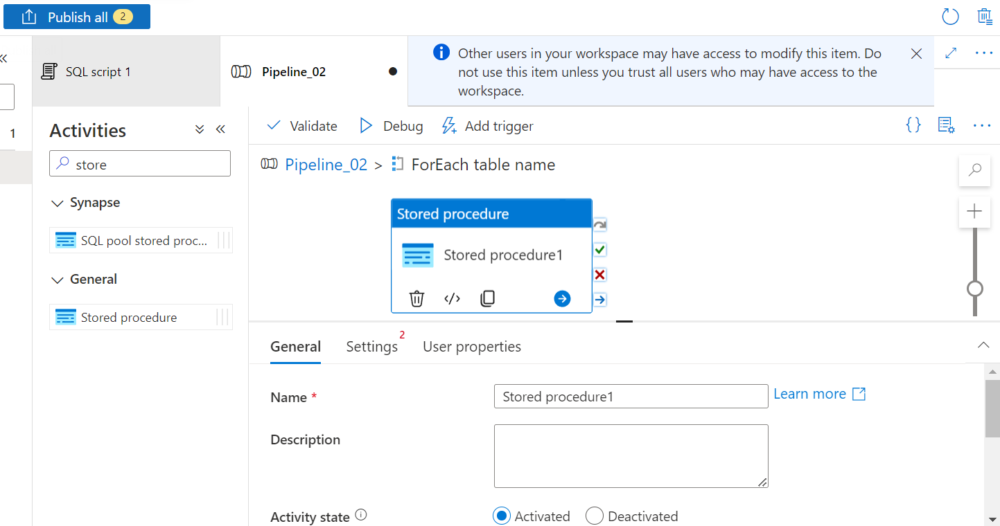 Publish all 2
SQL script 1
Pipeline_02
Other users in your workspace may have access to modify this item. Do
not use this item unless you trust all users who may have access to the
workspace.
1
Activities
store
Synapse
SQL pool stored proc...
General
Stored procedure
Validate
Debug
Add trigger
Pipeline_02 > ForEach table name
Stored procedure
Stored procedure1
General
Settings 2
User properties
Name *
Stored procedure1
Learn more
Description
Activity state
Activated
Deactivated